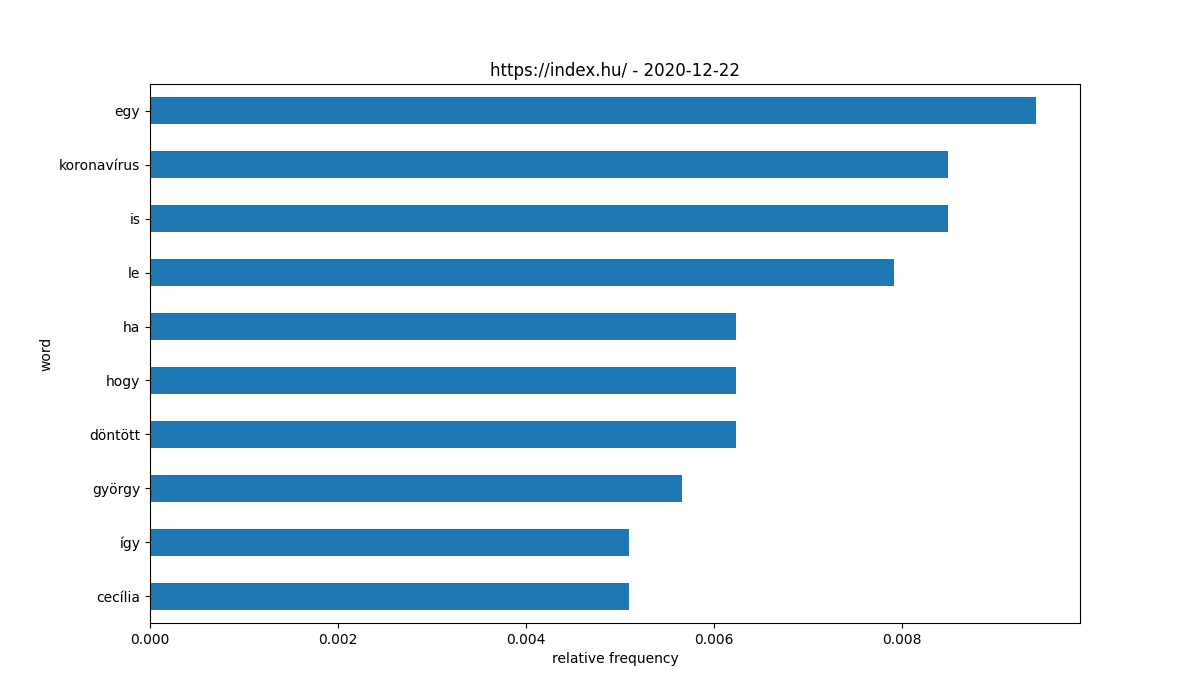 https://index.hu/ - 2020-12-22
egy
koronavírus
is
le
ha
hogy
döntött
györgy
így
cecília
word
0.000 0.002 0.004 0.006 0.008
relative frequency